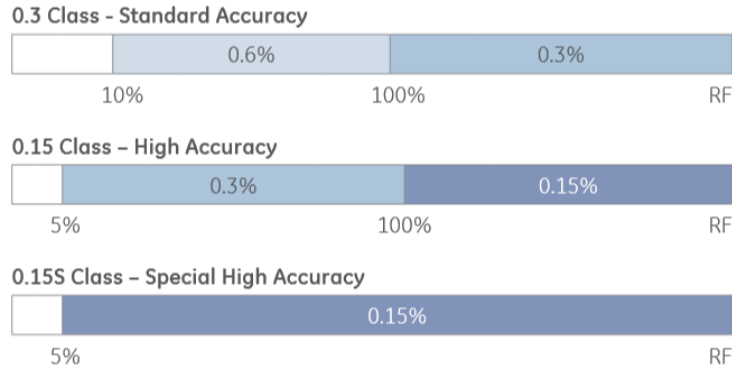 0.3 Class - Standard Accuracy
0.6% 0.3%
10% 100% RF
0.15 Class – High Accuracy
0.3% 0.15%
5% 100% RF
0.15S Class – Special High Accuracy
0.15%
5% RF